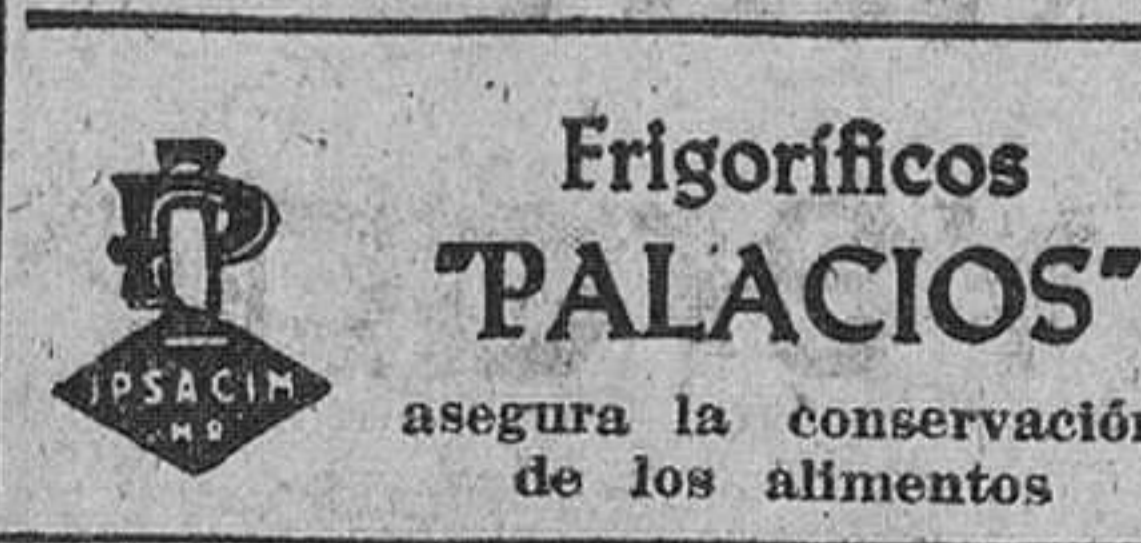 Frigoríficos
"PALACIOS"
asegura la conservación
de los alimentos
JPSACIM